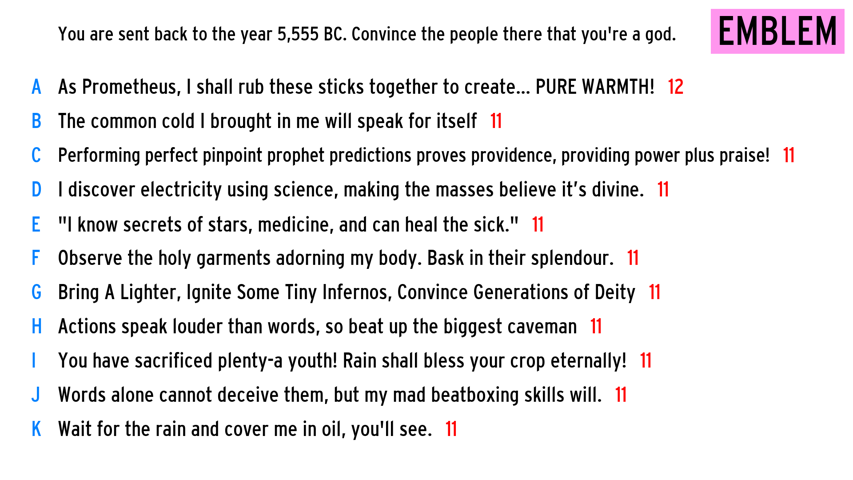 You are sent back to the year 5,555 BC. Convince the people there that you're a god.
EMBLEM
A As Prometheus, I shall rub these sticks together to create... PURE WARMTH! 12
B The common cold I brought in me will speak for itself 11
C Performing perfect pinpoint prophet predictions proves providence, providing power plus praise! 11
D I discover electricity using science, making the masses believe it’s divine. 11
E "I know secrets of stars, medicine, and can heal the sick." 11
F Observe the holy garments adorning my body. Bask in their splendour. 11
G Bring A Lighter, Ignite Some Tiny Infernos, Convince Generations of Deity 11
H Actions speak louder than words, so beat up the biggest caveman 11
I You have sacrificed plenty-a youth! Rain shall bless your crop eternally! 11
J Words alone cannot deceive them, but my mad beatboxing skills will. 11
K Wait for the rain and cover me in oil, you'll see. 11